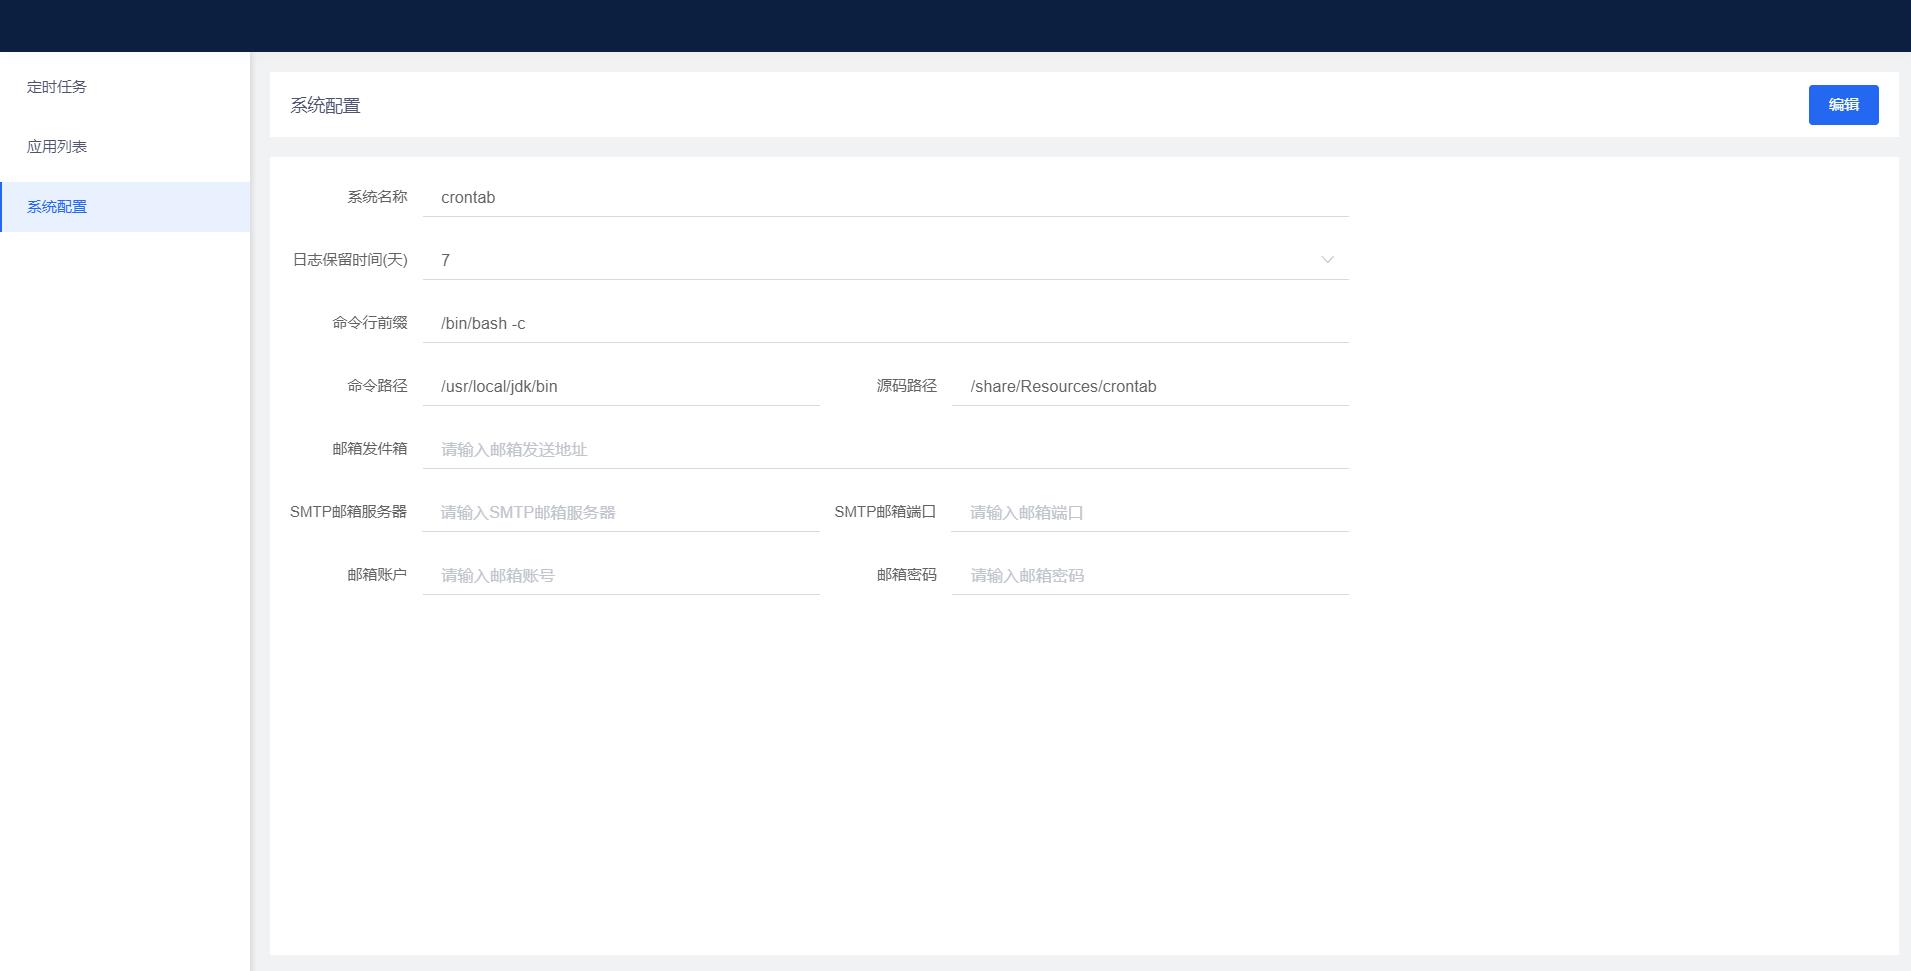 定时任务
应用列表
系统配置
系统配置
编辑
系统名称 crontab
日志保留时间(天) 7
命令行前缀 /bin/bash -c
命令路径 /usr/local/jdk/bin 源码路径 /share/Resources/crontab
邮箱发件箱 请输入邮箱发送地址
SMTP邮箱服务器 请输入SMTP邮箱服务器 SMTP邮箱端口 请输入邮箱端口
邮箱账户 请输入邮箱账号 邮箱密码 请输入邮箱密码